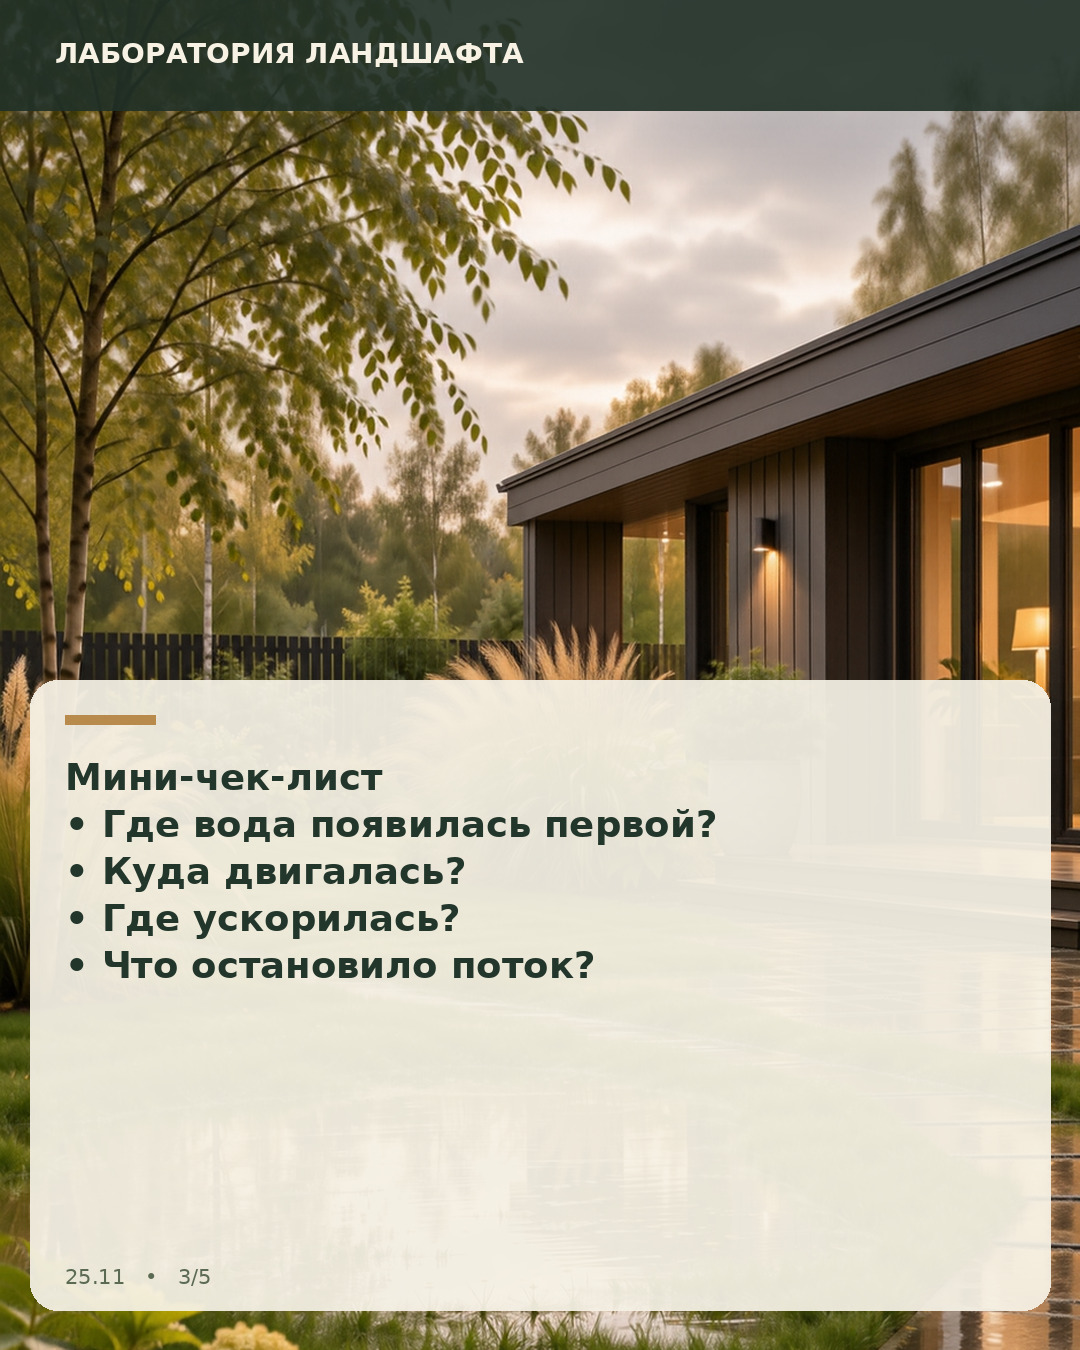 ЛАБОРАТОРИЯ ЛАНДШАФТА
Мини-чек-лист
• Где вода появилась первой?
• Куда двигалась?
• Где ускорилась?
• Что остановило поток?
25.11 • 3/5